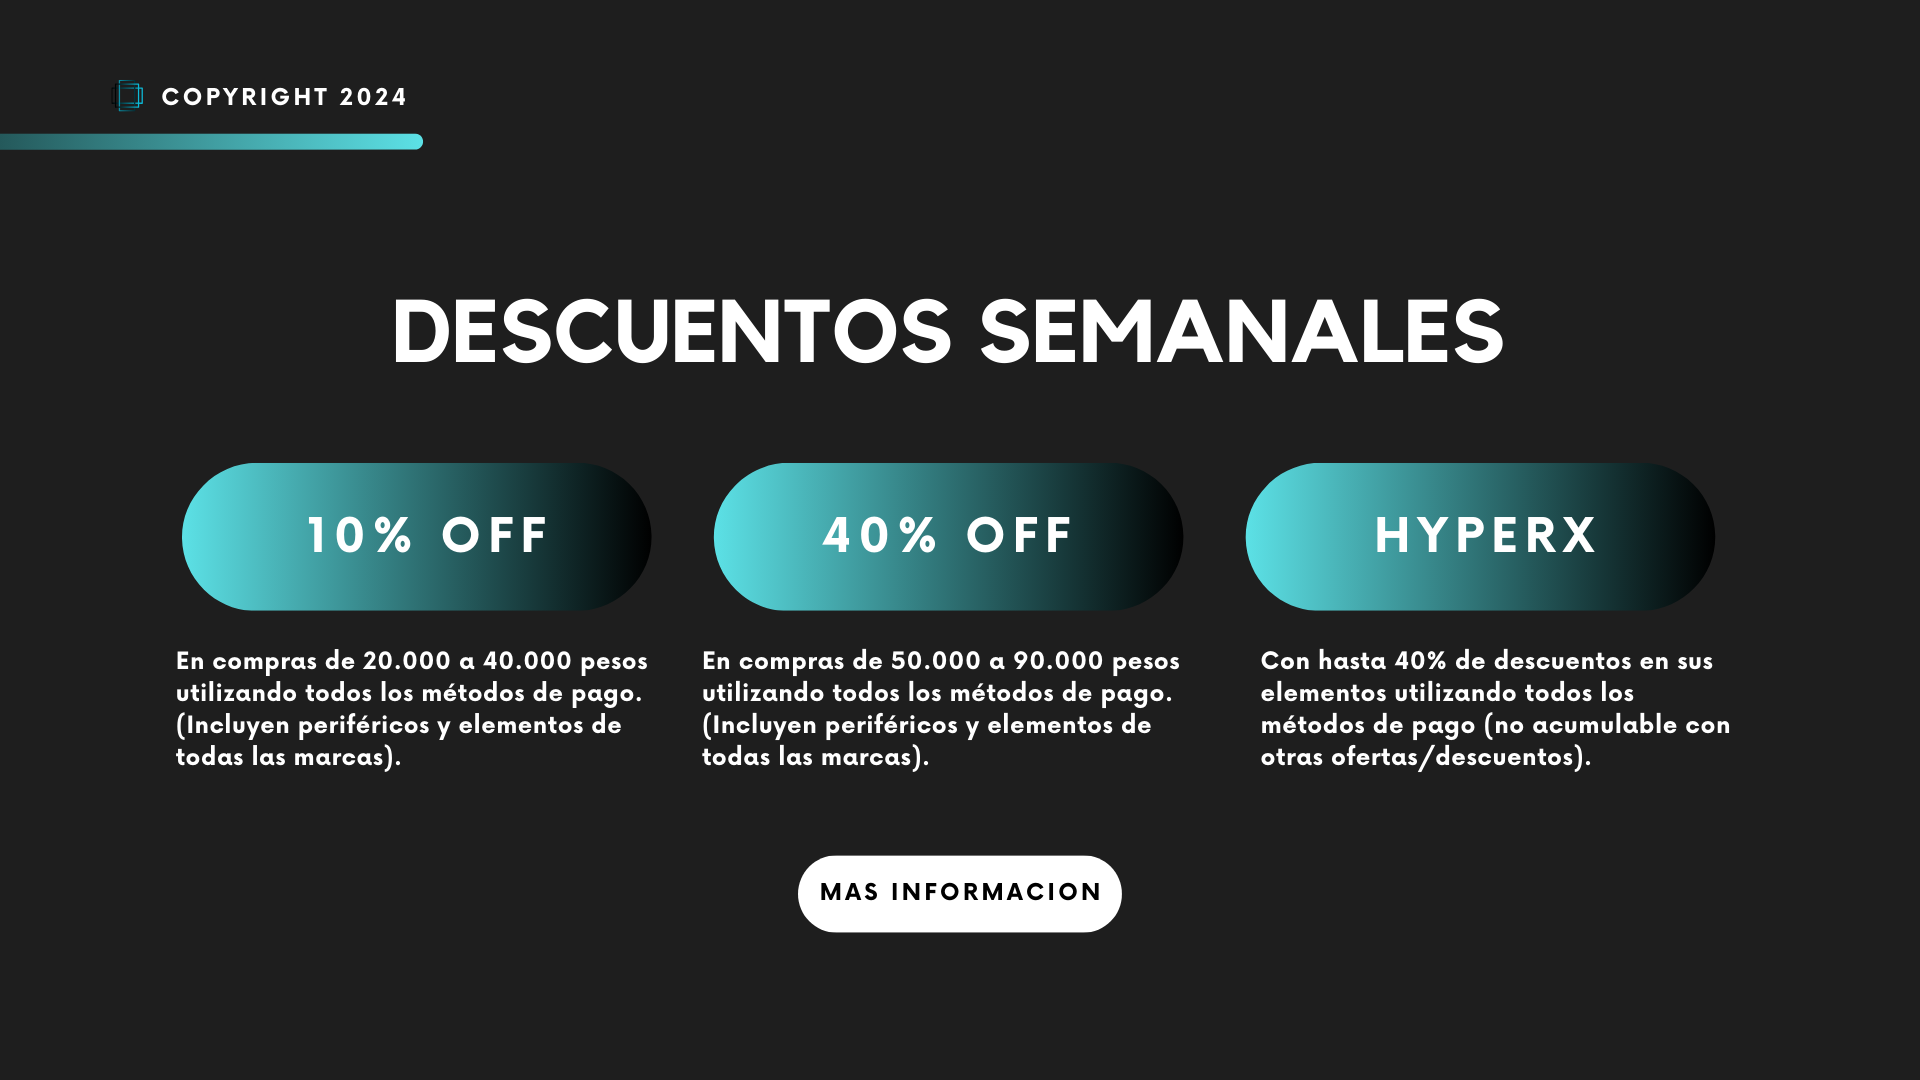 COPYRIGHT 2024
DESCUENTOS SEMANALES
10% OFF
En compras de 20.000 a 40.000 pesos
utilizando todos los métodos de pago.
(Incluyen periféricos y elementos de
todas las marcas).
40% OFF
En compras de 50.000 a 90.000 pesos
utilizando todos los métodos de pago.
(Incluyen periféricos y elementos de
todas las marcas).
HYPERX
Con hasta 40% de descuentos en sus
elementos utilizando todos los
métodos de pago (no acumulable con
otras ofertas/descuentos).
MAS INFORMACION